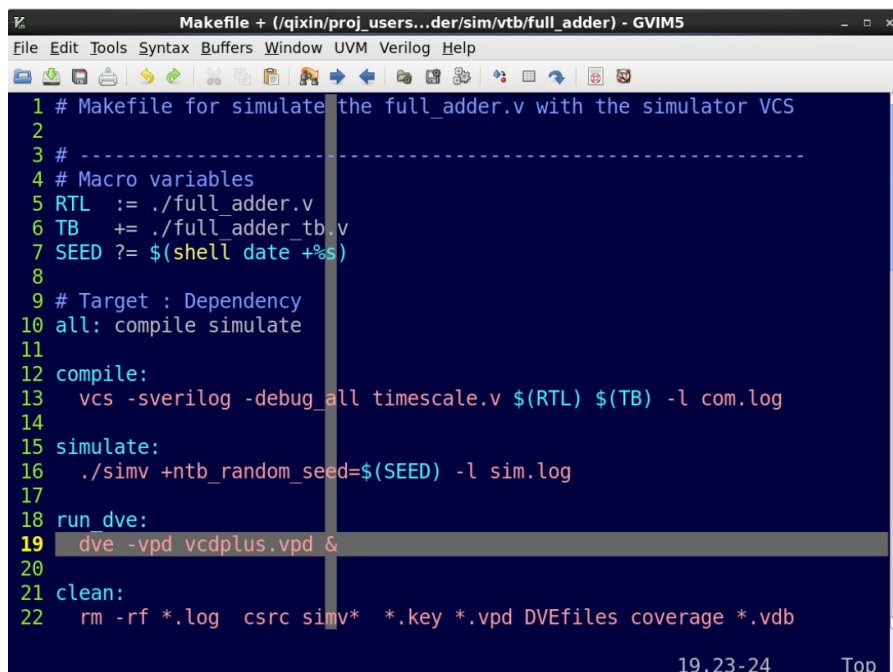 Makefile + (/qixin/proj_users...der/sim/vtb/full_adder) - GVIM5
File Edit Tools Syntax Buffers Window UVM Verilog Help
1 # Makefile for simulate the full_adder.v with the simulator VCS
2
3 # --------------------------------------------------------------
4 # Macro variables
5 RTL  := ./full_adder.v
6 TB   += ./full_adder_tb.v
7 SEED ?= $(shell date +%s)
8
9 # Target : Dependency
10 all: compile simulate
11
12 compile:
13   vcs -sverilog -debug_all timescale.v $(RTL) $(TB) -l com.log
14
15 simulate:
16   ./simv +ntb_random_seed=$(SEED) -l sim.log
17
18 run_dve:
19   dve -vpd vcdplus.vpd &
20
21 clean:
22   rm -rf *.log  csrc simv*  *.key *.vpd DVEfiles coverage *.vdb
19,23-24 Top